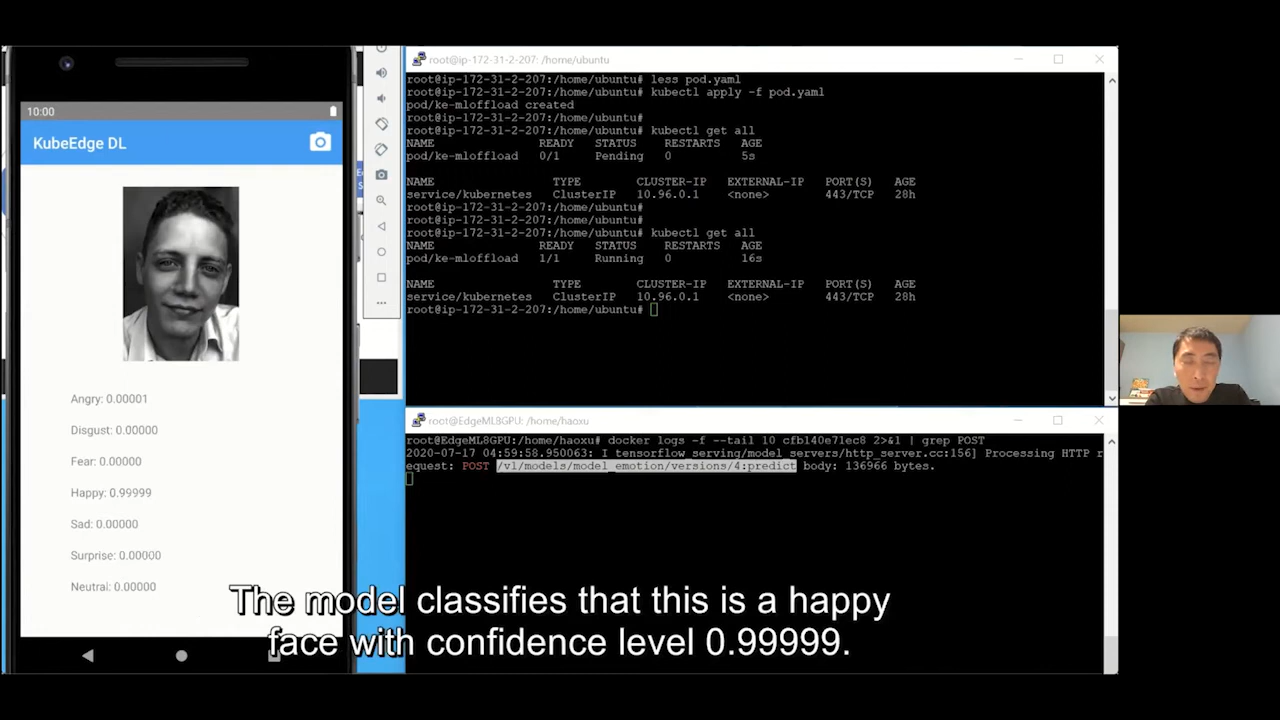 10:00
KubeEdge DL
Angry: 0.00001
Disgust: 0.00000
Fear: 0.00000
Happy: 0.99999
Sad: 0.00000
Surprise: 0.00000
Neutral: 0.00000
root@ip-172-31-2-207: /home/ubuntu
root@ip-172-31-2-207:/home/ubuntu# less pod.yaml
root@ip-172-31-2-207:/home/ubuntu# kubectl apply -f pod.yaml
pod/ke-mloffload created
root@ip-172-31-2-207:/home/ubuntu#
root@ip-172-31-2-207:/home/ubuntu# kubectl get all
NAME READY STATUS RESTARTS AGE
pod/ke-mloffload 0/1 Pending 0 5s
NAME TYPE CLUSTER-IP EXTERNAL-IP PORT(S) AGE
service/kubernetes ClusterIP 10.96.0.1 <none> 443/TCP 28h
root@ip-172-31-2-207:/home/ubuntu#
root@ip-172-31-2-207:/home/ubuntu#
root@ip-172-31-2-207:/home/ubuntu# kubectl get all
NAME READY STATUS RESTARTS AGE
pod/ke-mloffload 1/1 Running 0 16s
NAME TYPE CLUSTER-IP EXTERNAL-IP PORT(S) AGE
service/kubernetes ClusterIP 10.96.0.1 <none> 443/TCP 28h
root@ip-172-31-2-207:/home/ubuntu#
root@EdgeML8GPU: /home/haoxu
root@EdgeML8GPU:/home/haoxu# docker logs -f --tail 10 cfb140e71ec8 2>&1 | grep POST
2020-07-17 04:59:58.950063: I tensorflow_serving/model_servers/http_server.cc:156] Processing HTTP r
equest: POST /v1/models/model_emotion/versions/4:predict body: 136966 bytes.
The model classifies that this is a happy
face with confidence level 0.99999.